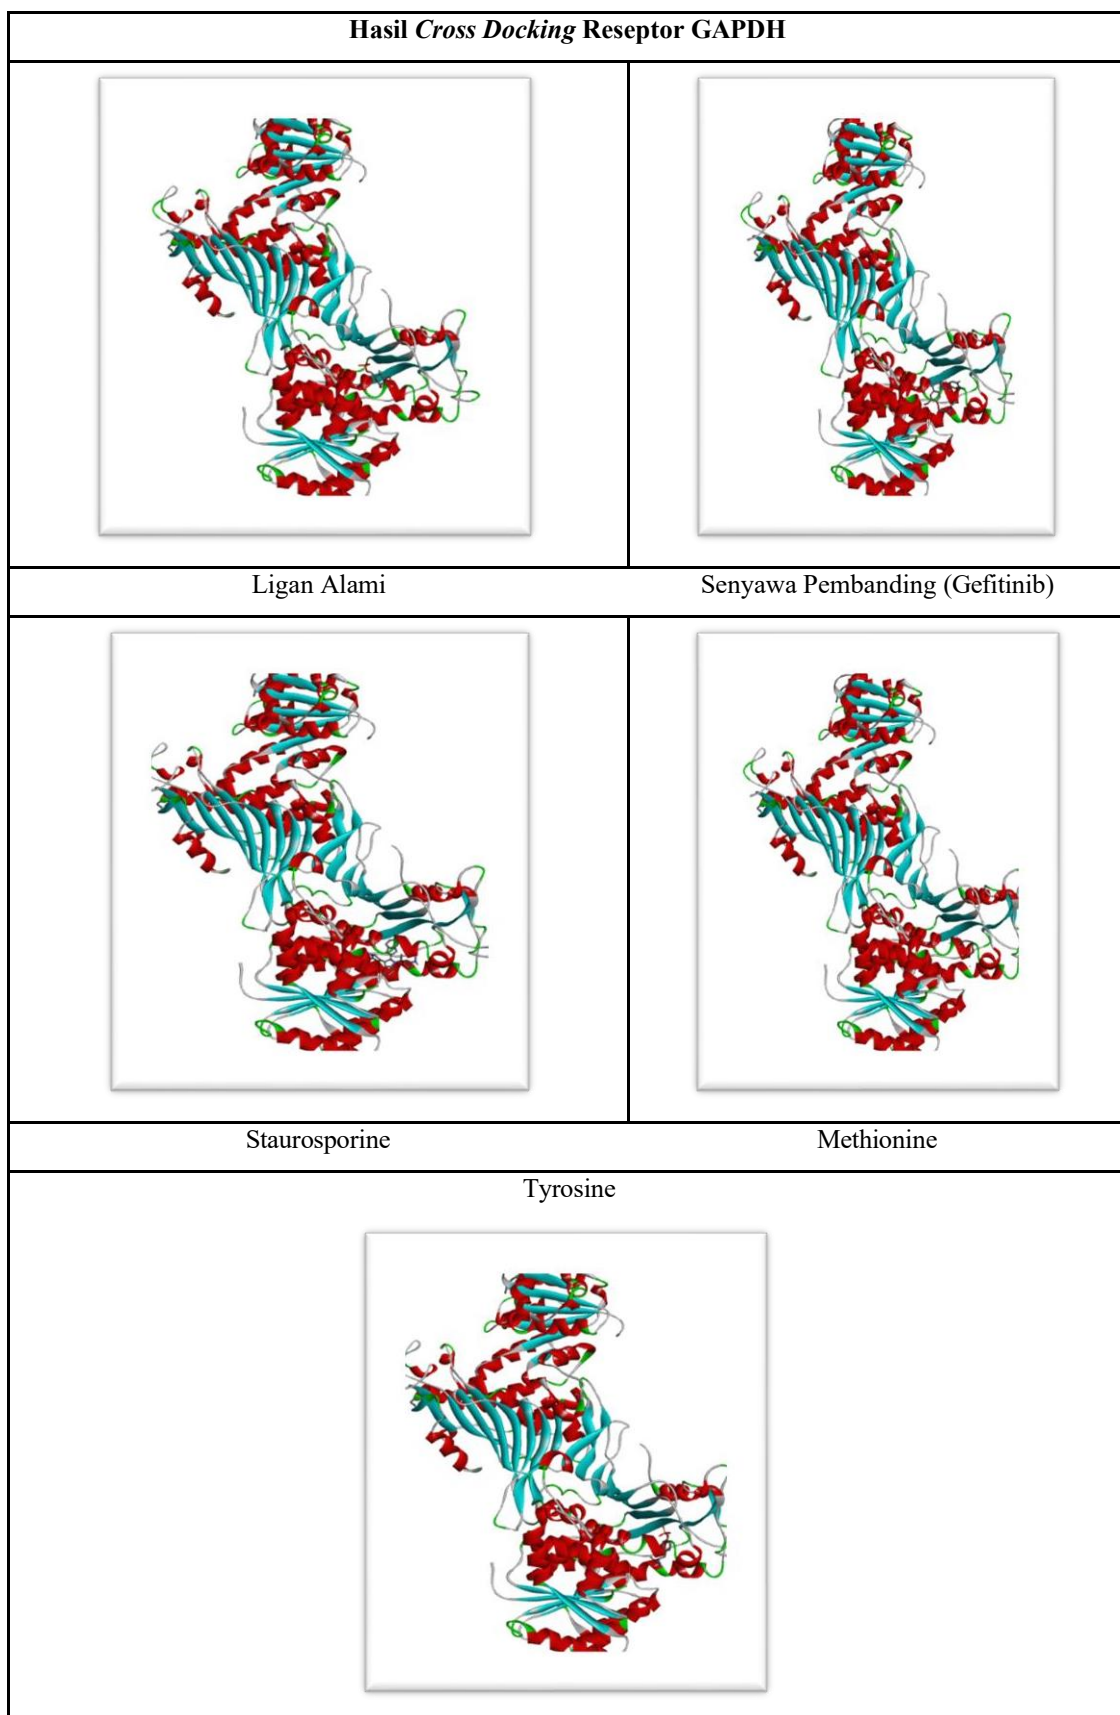 Hasil Cross Docking Reseptor GAPDH
Ligan Alami
Senyawa Pembanding (Gefitinib)
Staurosporine
Methionine
Tyrosine